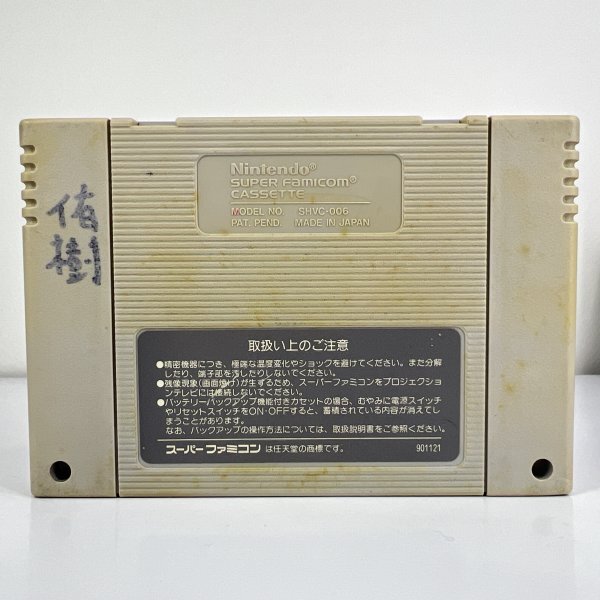 侑樹
Nintendo®
SUPER FAMICOM®
CASSETTE
MODEL NO. SHVC-006
PAT. PEND. MADE IN JAPAN
取扱い上のご注意
●精密機器につき、極端な温度変化やショックを避けてください。また分解
したり、端子部を汚したりしないでください。
●残像現象(画面焼け)が生ずるため、スーパーファミコンをプロジェクショ
ンテレビには接続しないでください。
●バッテリーバックアップ機能付きカセットの場合、むやみに電源スイッチ
やリセットスイッチをON・OFFすると、蓄積されている内容が消えてし
まうことがあります。
なお、バックアップの操作方法については、取扱説明書をご参照ください。
スーパーファミコン は任天堂の商標です。 901121